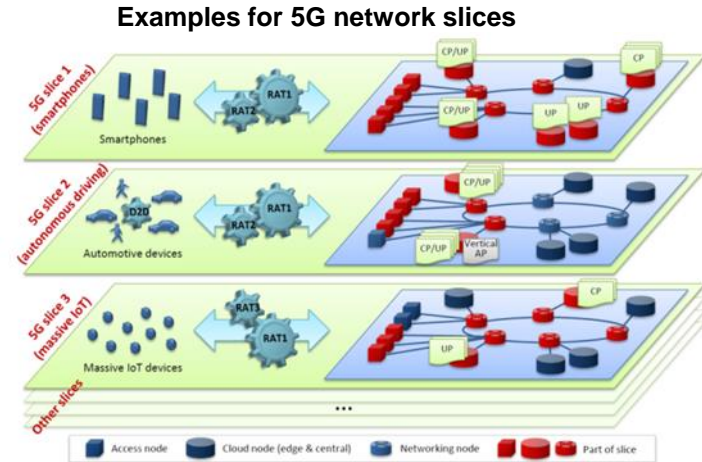 Examples for 5G network slices
5G slice 1
(smartphones)
Smartphones
RAT2
RAT1
CP/UP
CP/UP
UP
UP
CP
5G slice 2
(autonomous driving)
D2D
Automotive devices
RAT2
RAT1
CP/UP
CP/UP
Vertical
AP
5G slice 3
(massive IoT)
Massive IoT devices
RAT3
RAT1
UP
CP
Other slices
...
Access node
Cloud node (edge & central)
Networking node
Part of slice